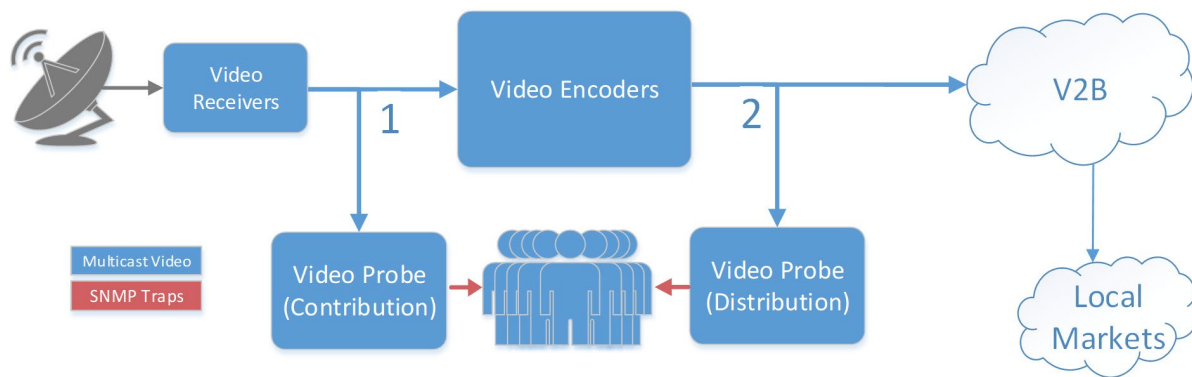 Video
Receivers
1
Video Encoders
2
V2B
Multicast Video
SNMP Traps
Video Probe
(Contribution)
Video Probe
(Distribution)
Local
Markets